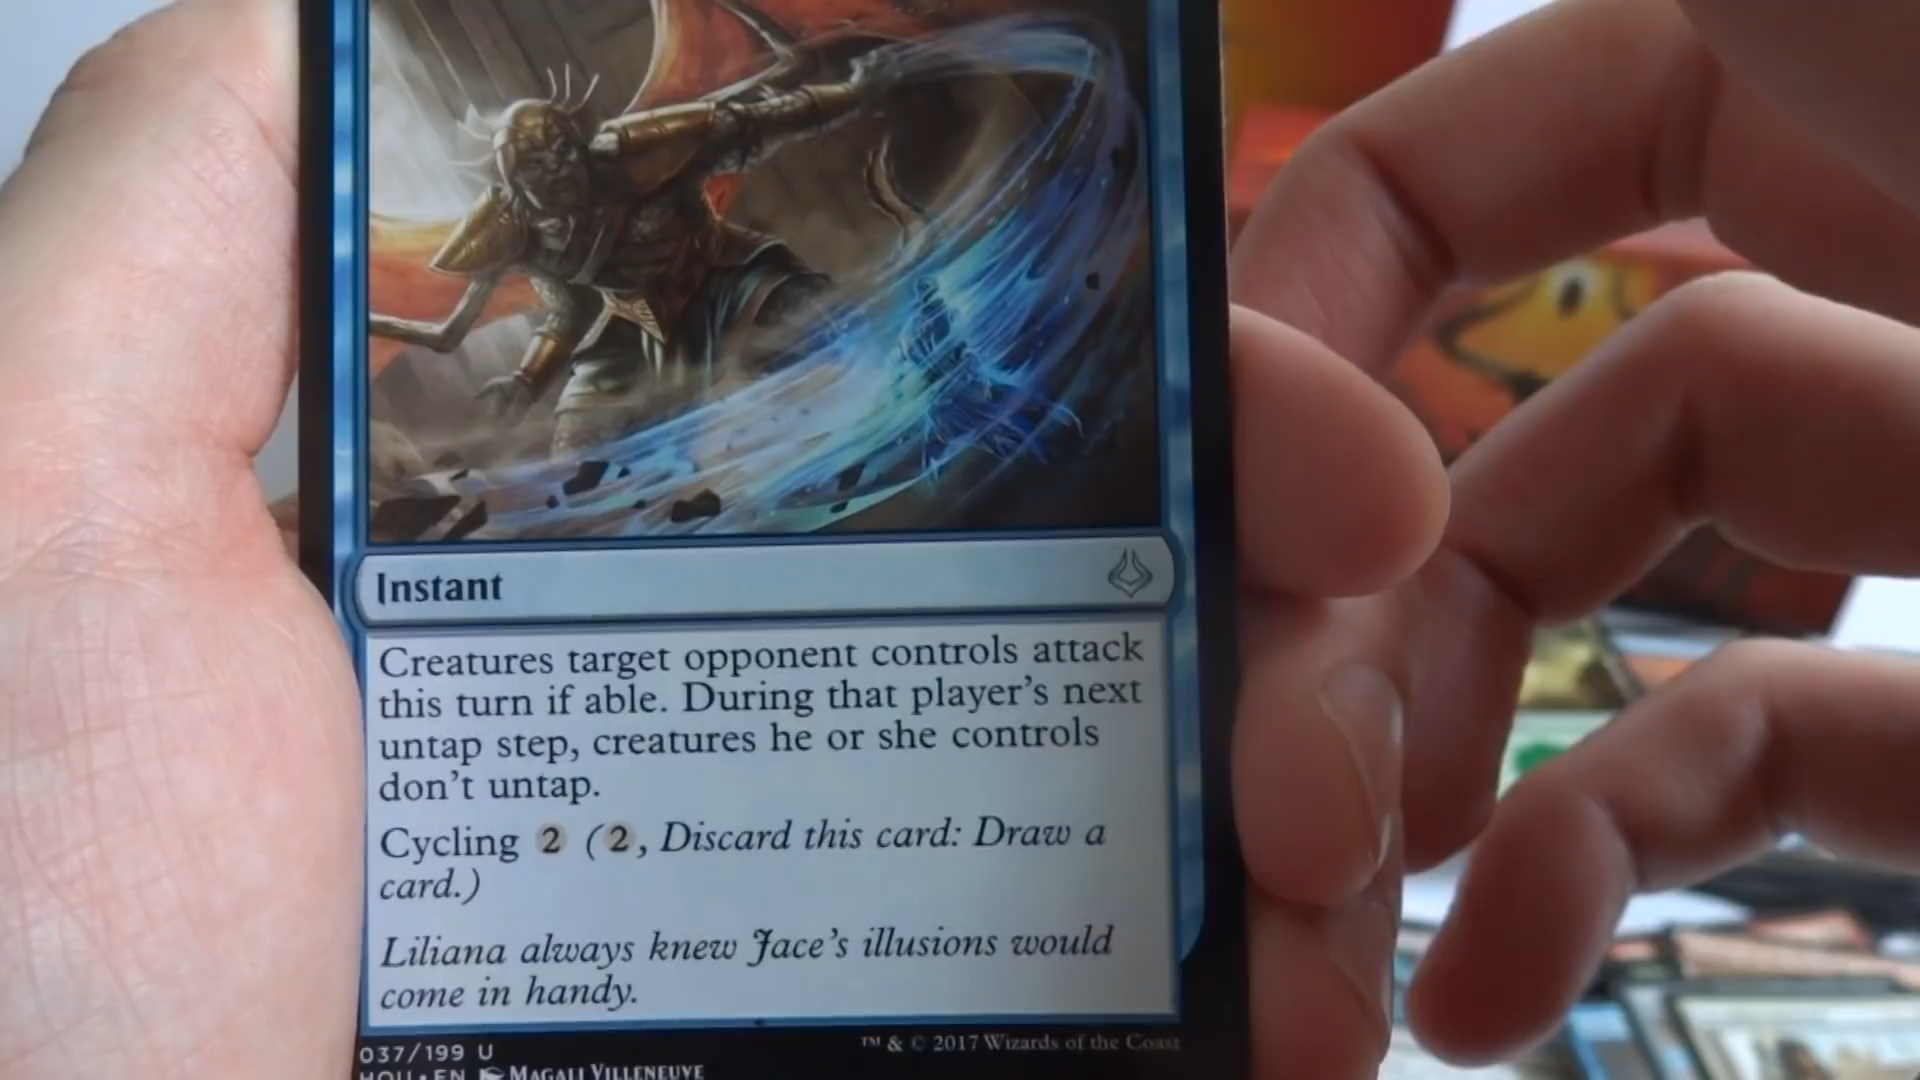 Instant
Creatures target opponent controls attack
this turn if able. During that player's next
untap step, creatures he or she controls
don't untap.
Cycling 2 (2, Discard this card: Draw a
card.)
Liliana always knew Jace's illusions would
come in handy.
037/199 U
™ & © 2017 Wizards of the Coast
HOU • EN MAGALI VILLENEUVE